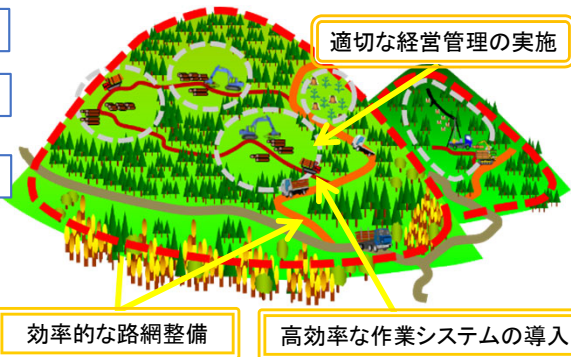 適切な経営管理の実施
効率的な路網整備
高効率な作業システムの導入